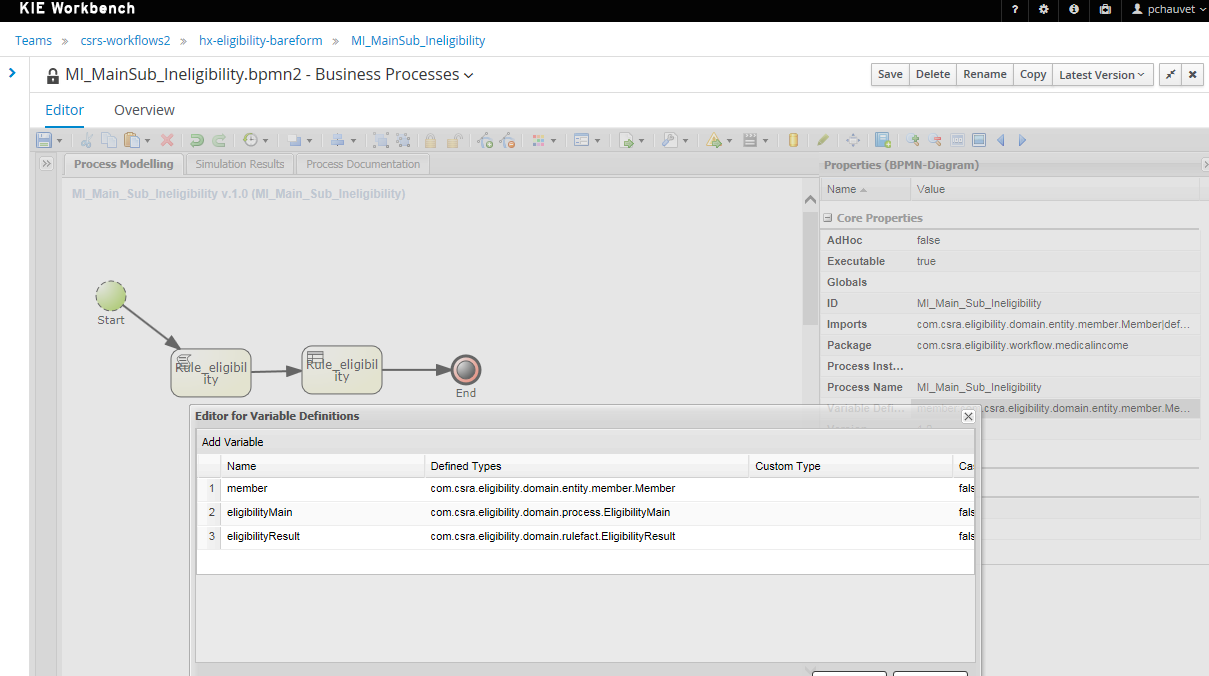 KIE Workbench
? pchauvet
Teams » csrs-workflows2 » hx-eligibility-bareform » MI_MainSub_Ineligibility
MI_MainSub_Ineligibility.bpmn2 - Business Processes
Save Delete Rename Copy Latest Version
Editor Overview
Process Modelling Simulation Results Process Documentation
Properties (BPMN-Diagram)
Name Value
MI_Main_Sub_Ineligibility v.1.0 (MI_Main_Sub_Ineligibility)
Core Properties
AdHoc false
Executable true
Globals
ID MI_Main_Sub_Ineligibility
Imports com.csra.eligibility.domain.entity.member.Member|def...
Package com.csra.eligibility.workflow.medicalincome
Process Inst...
Process Name MI_Main_Sub_Ineligibility
Variable Defi... member:com.csra.eligibility.domain.entity.member.Me...
Start
Rule_eligibil
ity
Rule_eligibil
ity
End
Editor for Variable Definitions
Add Variable
Name Defined Types Custom Type Cas
1 member com.csra.eligibility.domain.entity.member.Member fals
2 eligibilityMain com.csra.eligibility.domain.process.EligibilityMain fals
3 eligibilityResult com.csra.eligibility.domain.rulefact.EligibilityResult fals